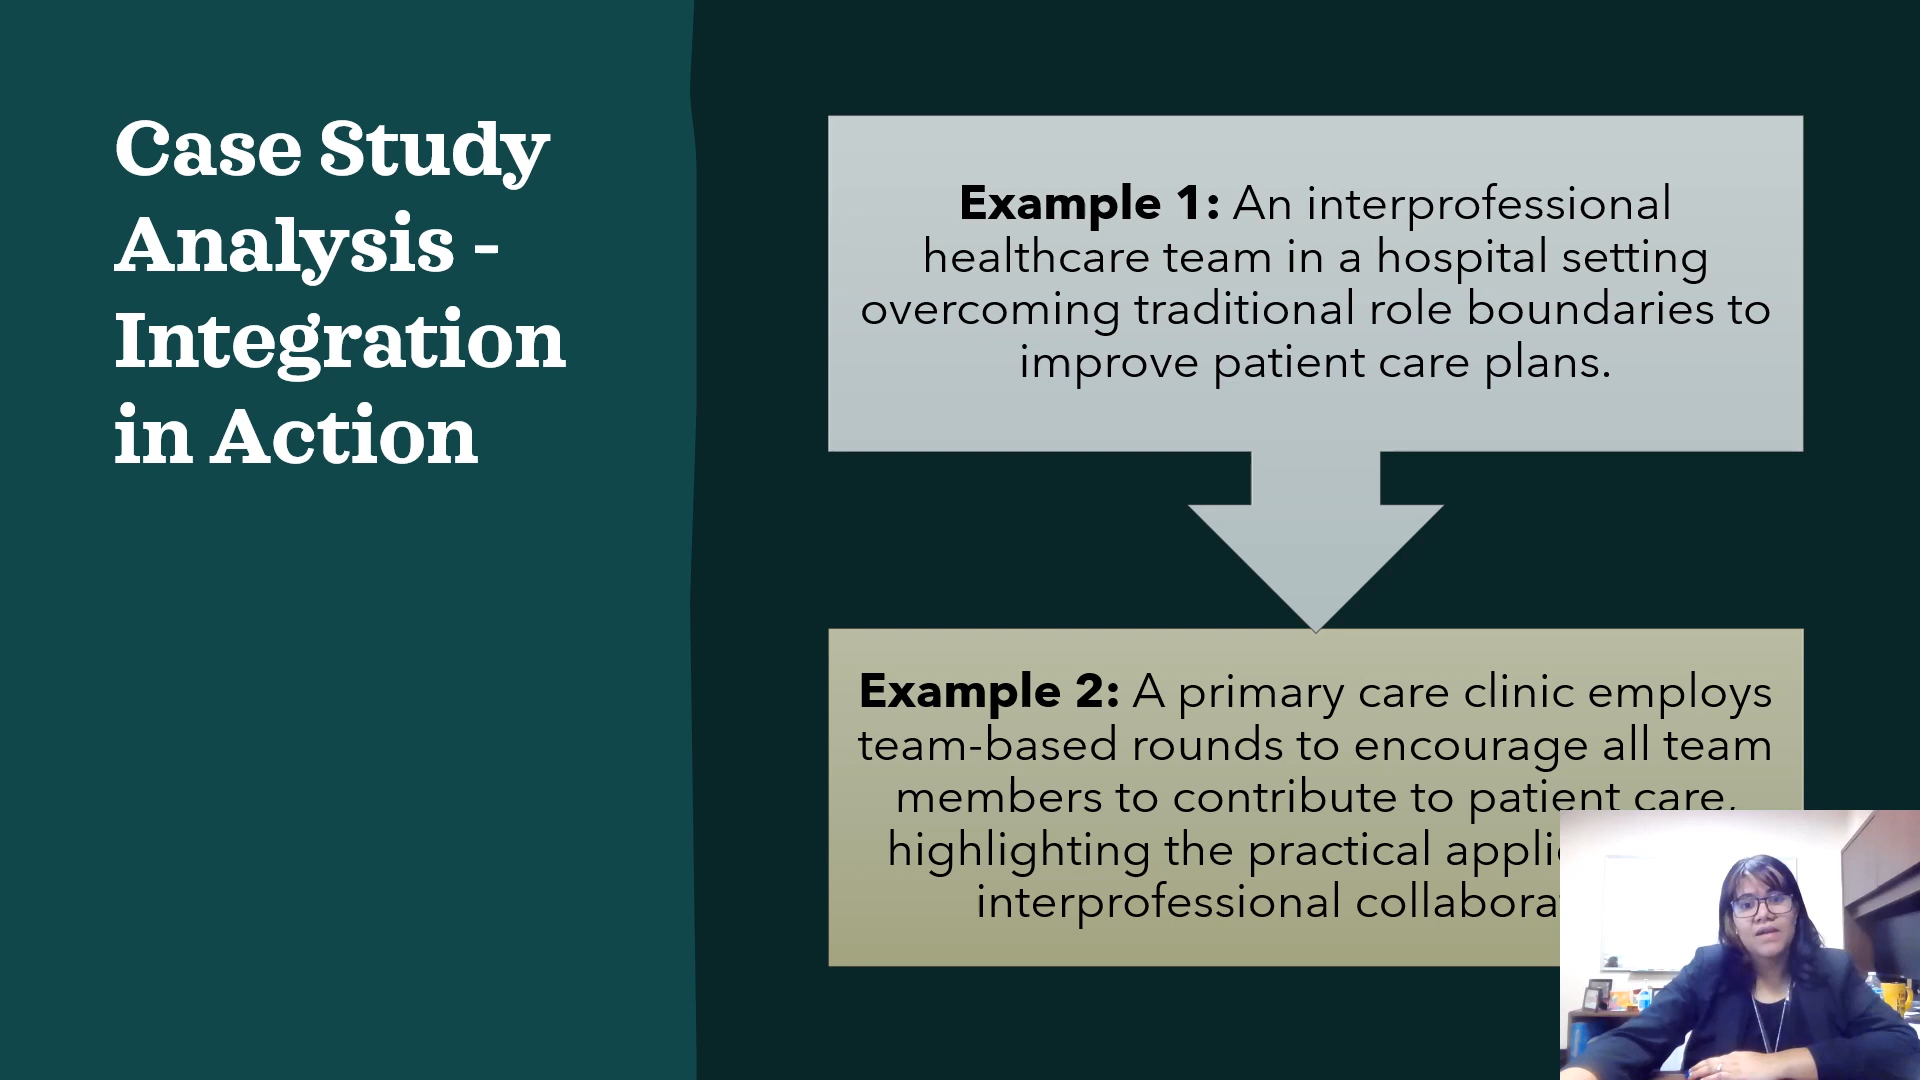 Case Study
Analysis -
Integration
in Action
Example 1: An interprofessional
healthcare team in a hospital setting
overcoming traditional role boundaries to
improve patient care plans.
Example 2: A primary care clinic employs
team-based rounds to encourage all team
members to contribute to patient care,
highlighting the practical
interprofessional